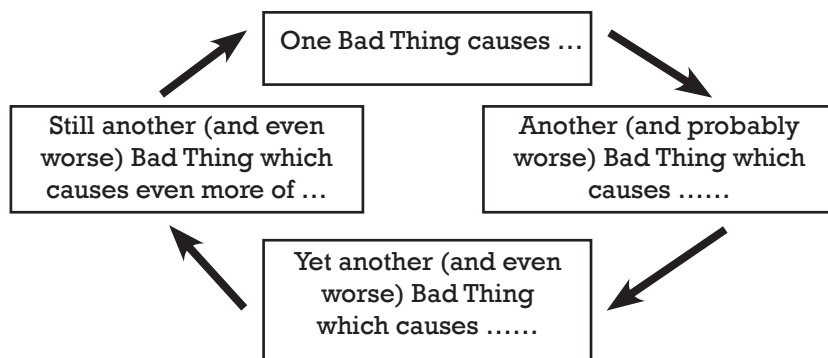 One Bad Thing causes …
Another (and probably
worse) Bad Thing which
causes ……
Yet another (and even
worse) Bad Thing
which causes ……
Still another (and even
worse) Bad Thing which
causes even more of …